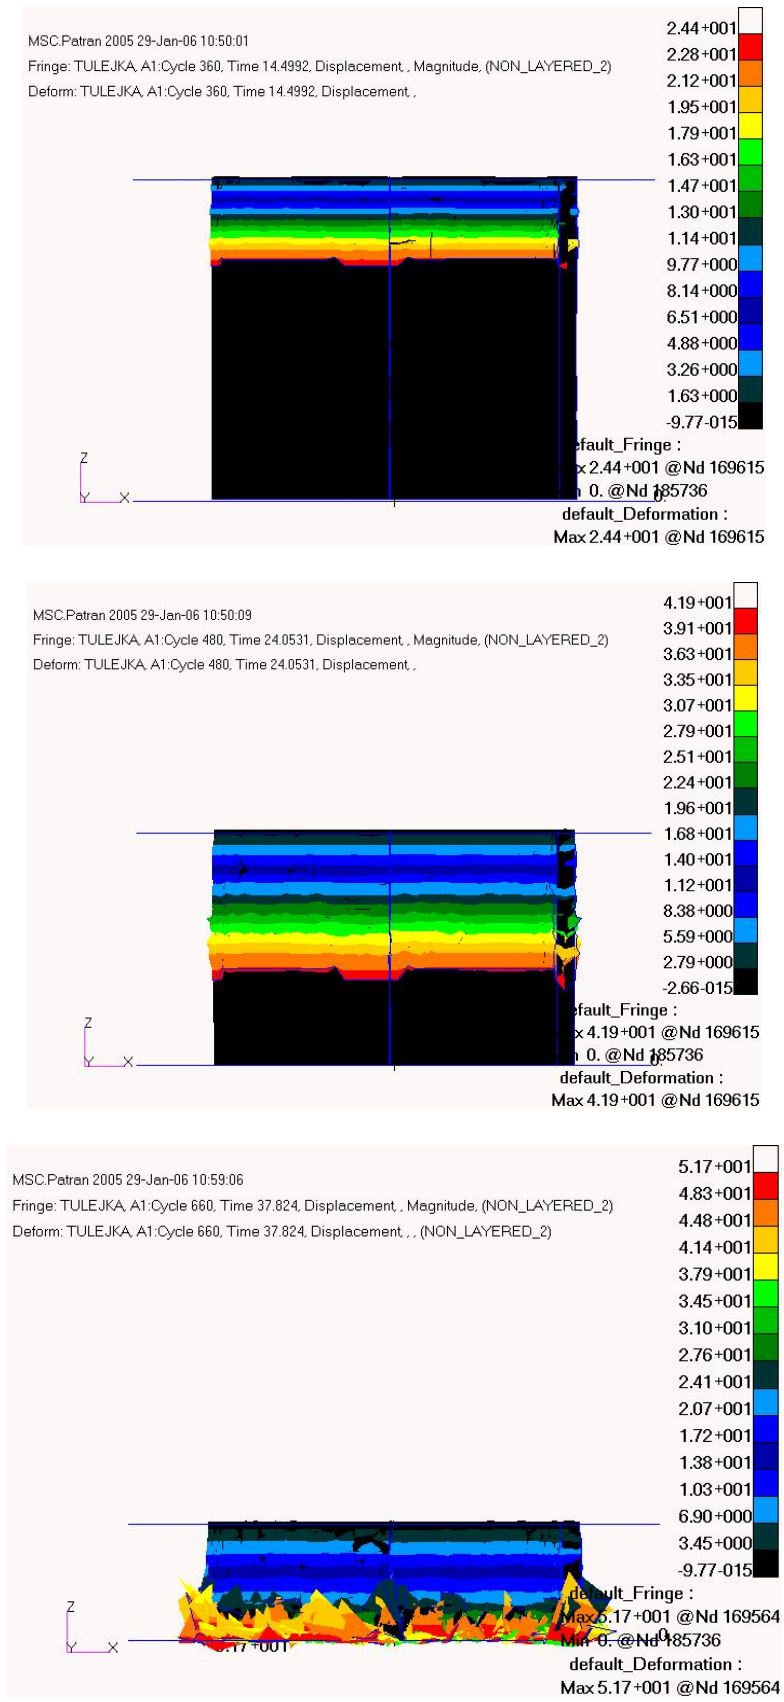 MSC.Patran 2005 29-Jan-06 10:50:01
Fringe: TULEJKA, A1:Cycle 360, Time 14.4992, Displacement, , Magnitude, (NON_LAYERED_2)
Deform: TULEJKA, A1:Cycle 360, Time 14.4992, Displacement, ,
2.44+001
2.28+001
2.12+001
1.95+001
1.79+001
1.63+001
1.47+001
1.30+001
1.14+001
9.77+000
8.14+000
6.51+000
4.88+000
3.26+000
1.63+000
-9.77-015
Z
Y X
efault_Fringe :
x 2.44+001 @Nd 169615
n 0. @Nd 185736
0.
default_Deformation :
Max 2.44+001 @Nd 169615
MSC.Patran 2005 29-Jan-06 10:50:09
Fringe: TULEJKA, A1:Cycle 480, Time 24.0531, Displacement, , Magnitude, (NON_LAYERED_2)
Deform: TULEJKA, A1:Cycle 480, Time 24.0531, Displacement, ,
4.19+001
3.91+001
3.63+001
3.35+001
3.07+001
2.79+001
2.51+001
2.24+001
1.96+001
1.68+001
1.40+001
1.12+001
8.38+000
5.59+000
2.79+000
-2.66-015
Z
Y X
efault_Fringe :
x 4.19+001 @Nd 169615
n 0. @Nd 185736
0.
default_Deformation :
Max 4.19+001 @Nd 169615
MSC.Patran 2005 29-Jan-06 10:59:06
Fringe: TULEJKA, A1:Cycle 660, Time 37.824, Displacement, , Magnitude, (NON_LAYERED_2)
Deform: TULEJKA, A1:Cycle 660, Time 37.824, Displacement, , , (NON_LAYERED_2)
5.17+001
4.83+001
4.48+001
4.14+001
3.79+001
3.45+001
3.10+001
2.76+001
2.41+001
2.07+001
1.72+001
1.38+001
1.03+001
6.90+000
3.45+000
-9.77-015
Z
Y X
5.17+001
default_Fringe :
Max 5.17+001 @Nd 169564
0.
Min 0. @Nd 185736
default_Deformation :
Max 5.17+001 @Nd 169564